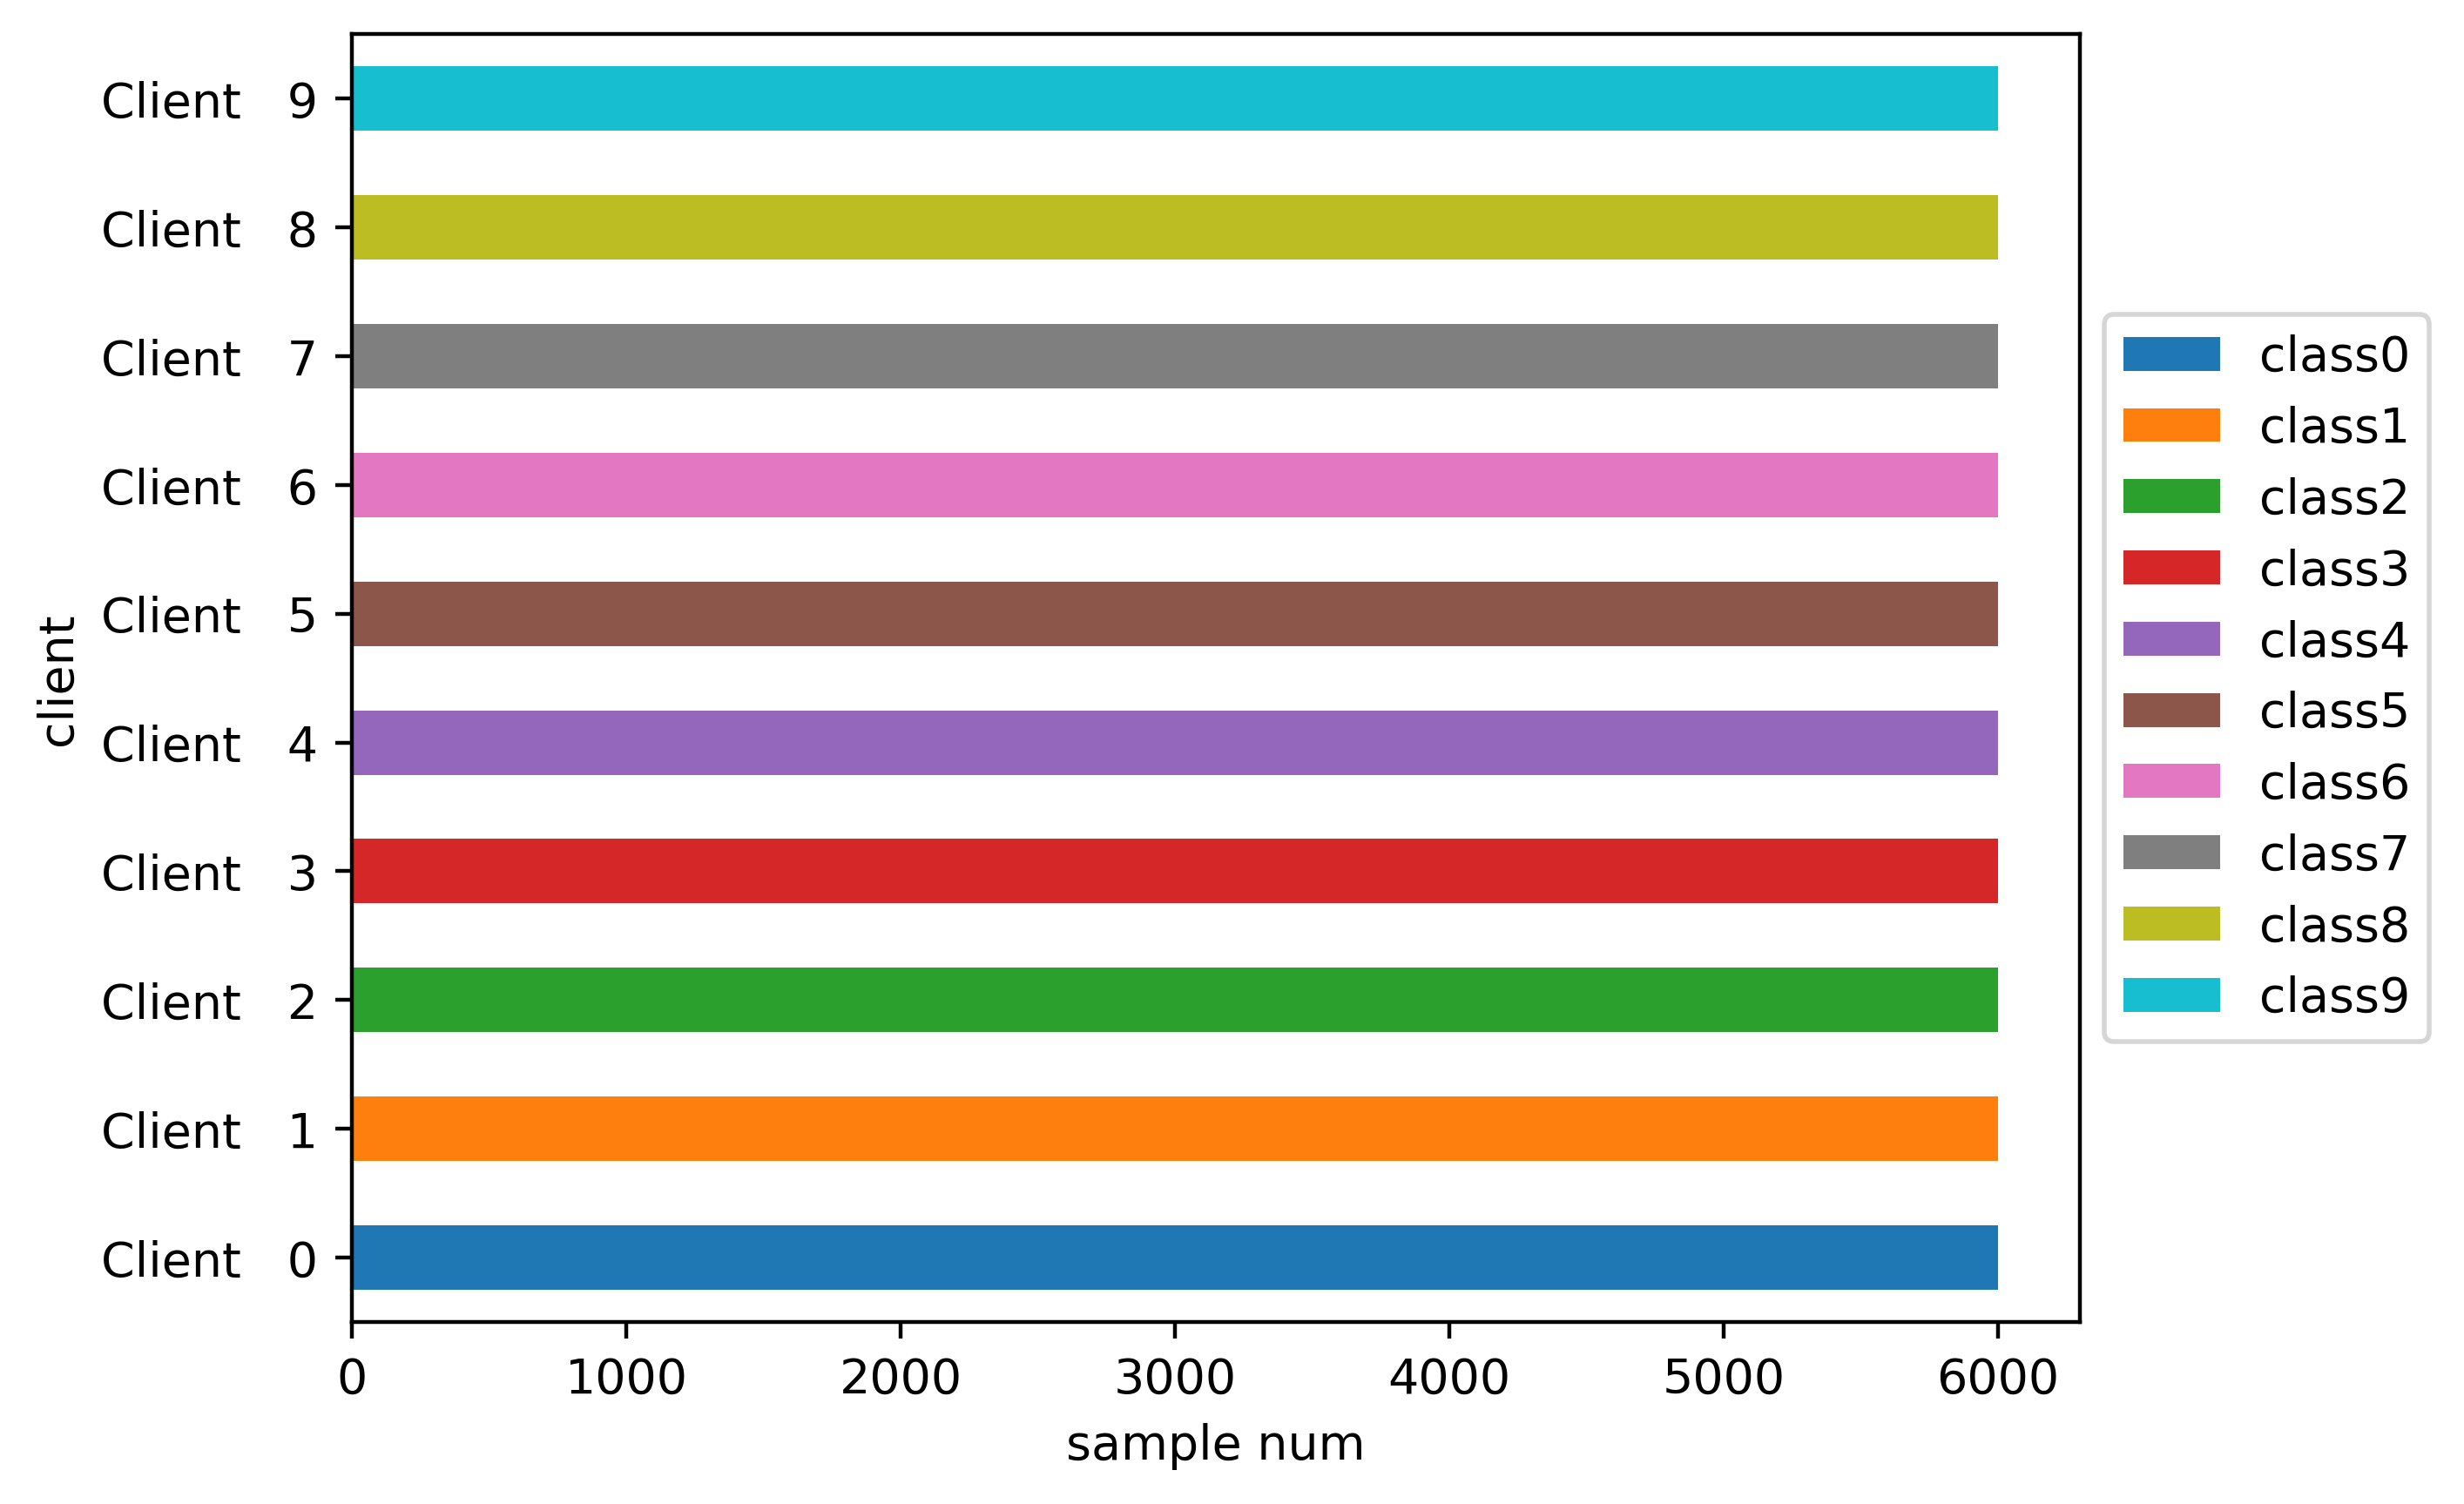 Client 9
Client 8
Client 7
Client 6
Client 5
Client 4
Client 3
Client 2
Client 1
Client 0
client
0 1000 2000 3000 4000 5000 6000
sample num
class0
class1
class2
class3
class4
class5
class6
class7
class8
class9